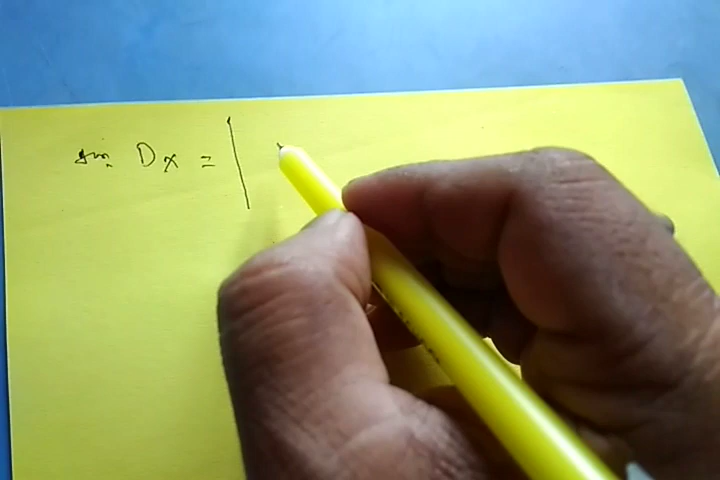 Dx = |